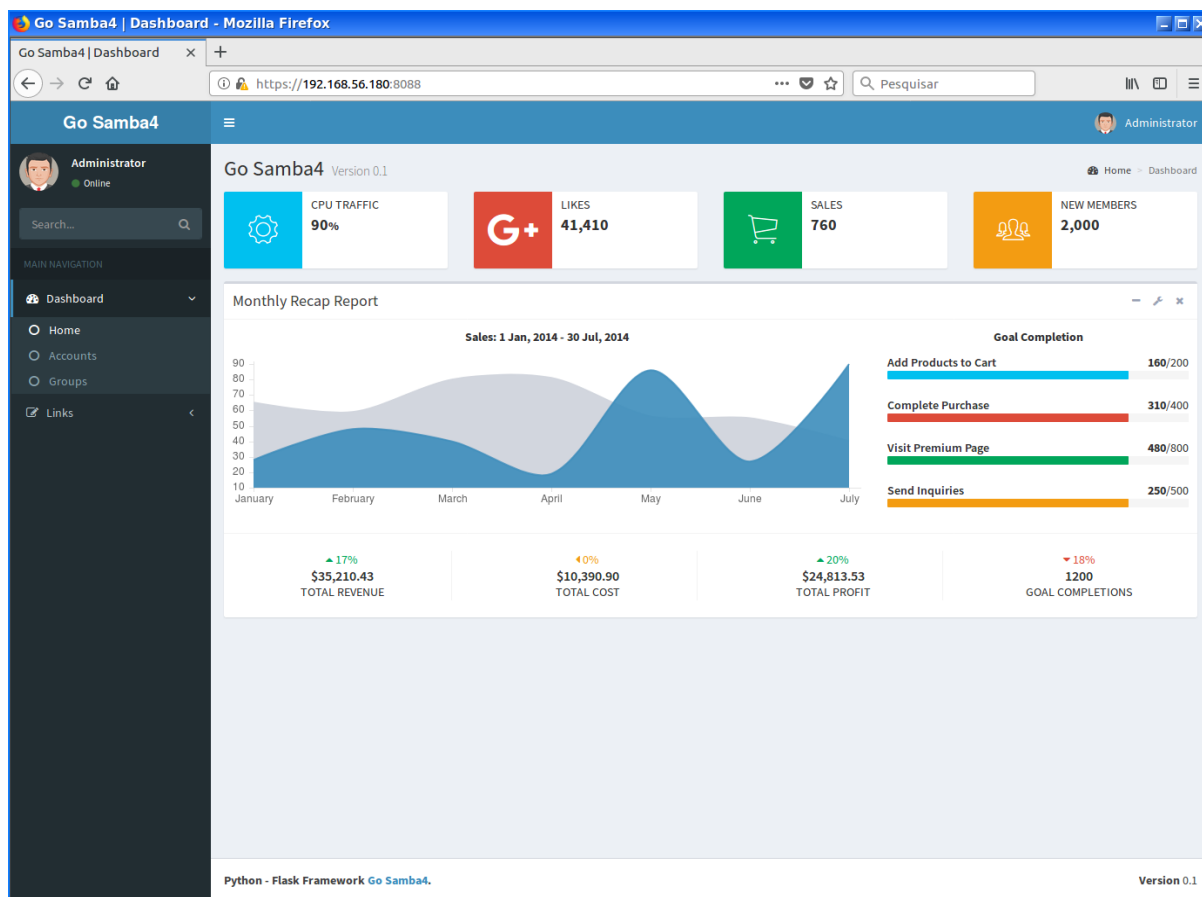 Go Samba4 | Dashboard - Mozilla Firefox
Go Samba4 | Dashboard
https://192.168.56.180:8088
Pesquisar
Go Samba4
Administrator
Administrator
Online
Search...
MAIN NAVIGATION
Dashboard
Home
Accounts
Groups
Links
Go Samba4 Version 0.1
Home > Dashboard
CPU TRAFFIC
90%
G+
LIKES
41,410
SALES
760
NEW MEMBERS
2,000
Monthly Recap Report
Sales: 1 Jan, 2014 - 30 Jul, 2014
90
80
70
60
50
40
30
20
10
January February March April May June July
Goal Completion
Add Products to Cart 160/200
Complete Purchase 310/400
Visit Premium Page 480/800
Send Inquiries 250/500
17%
$35,210.43
TOTAL REVENUE
0%
$10,390.90
TOTAL COST
20%
$24,813.53
TOTAL PROFIT
18%
1200
GOAL COMPLETIONS
Python - Flask Framework Go Samba4.
Version 0.1